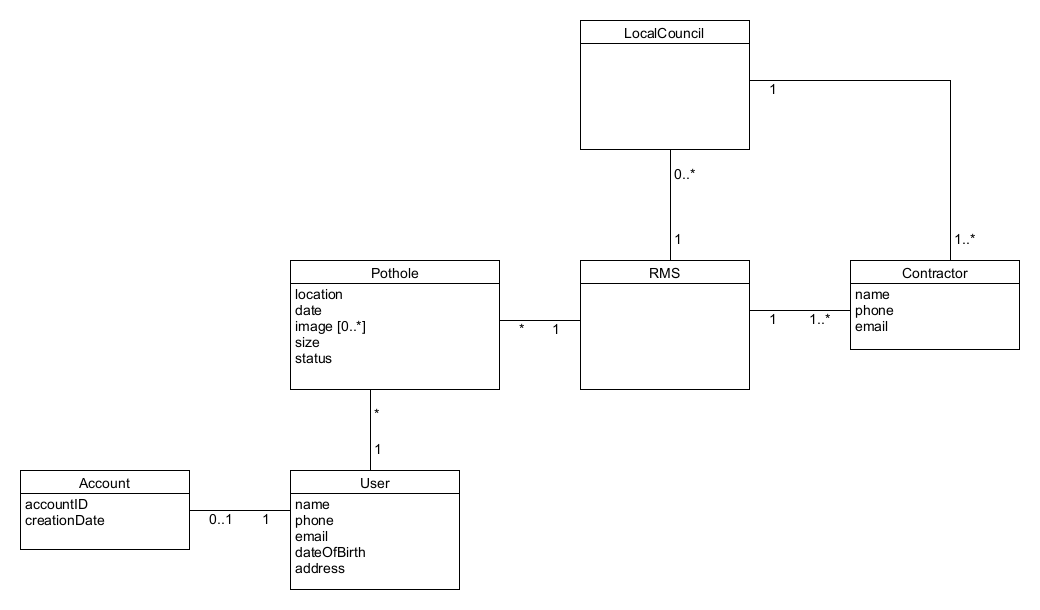 LocalCouncil
1
0..*
1
1..*
Pothole
location
date
image [0..*]
size
status
*
1
RMS
1
1..*
Contractor
name
phone
email
*
1
Account
accountID
creationDate
0..1
1
User
name
phone
email
dateOfBirth
address